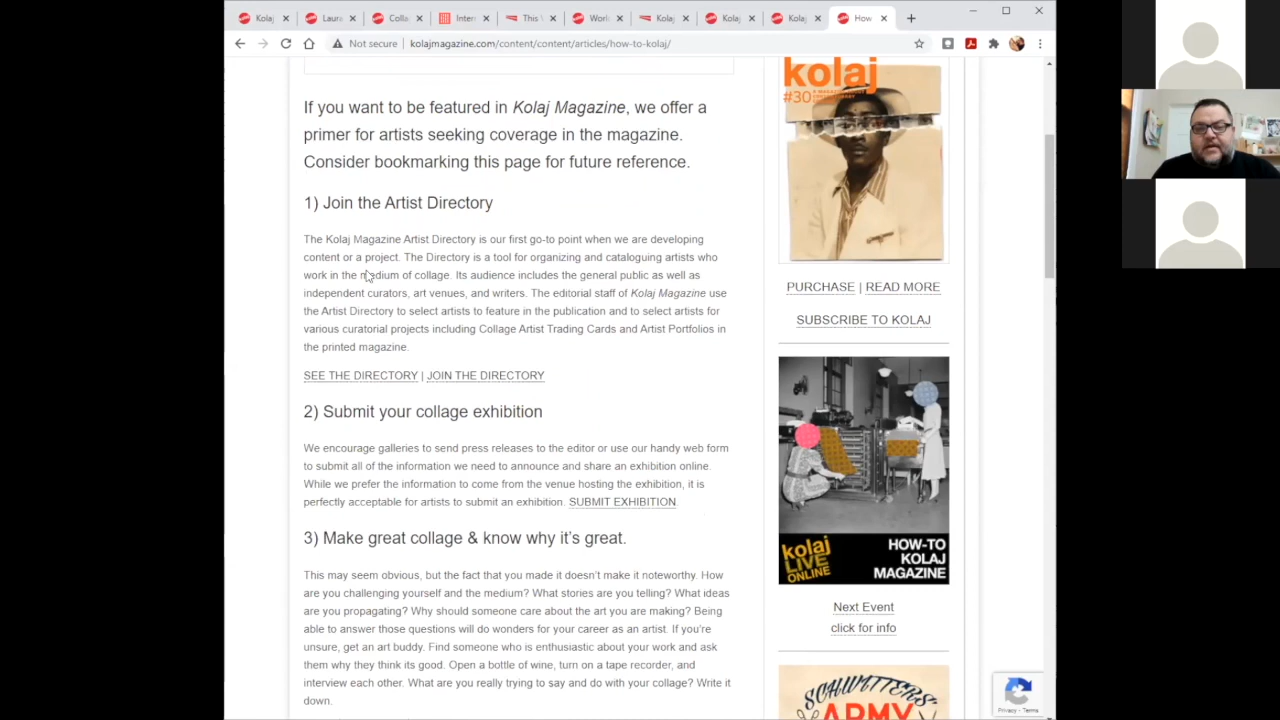 Kolaj
Laura
Colla
Inter
This \
Work
Kolaj
Kolaj
Kolaj
How
Not secure
kolajmagazine.com/content/content/articles/how-to-kolaj/
If you want to be featured in Kolaj Magazine, we offer a
primer for artists seeking coverage in the magazine.
Consider bookmarking this page for future reference.
1) Join the Artist Directory
The Kolaj Magazine Artist Directory is our first go-to point when we are developing
content or a project. The Directory is a tool for organizing and cataloguing artists who
work in the medium of collage. Its audience includes the general public as well as
independent curators, art venues, and writers. The editorial staff of Kolaj Magazine use
the Artist Directory to select artists to feature in the publication and to select artists for
various curatorial projects including Collage Artist Trading Cards and Artist Portfolios in
the printed magazine.
SEE THE DIRECTORY | JOIN THE DIRECTORY
2) Submit your collage exhibition
We encourage galleries to send press releases to the editor or use our handy web form
to submit all of the information we need to announce and share an exhibition online.
While we prefer the information to come from the venue hosting the exhibition, it is
perfectly acceptable for artists to submit an exhibition. SUBMIT EXHIBITION.
3) Make great collage & know why it's great.
This may seem obvious, but the fact that you made it doesn't make it noteworthy. How
are you challenging yourself and the medium? What stories are you telling? What ideas
are you propagating? Why should someone care about the art you are making? Being
able to answer those questions will do wonders for your career as an artist. If you're
unsure, get an art buddy. Find someone who is enthusiastic about your work and ask
them why they think its good. Open a bottle of wine, turn on a tape recorder, and
interview each other. What are you really trying to say and do with your collage? Write it
down.
kolaj
#30
PURCHASE | READ MORE
SUBSCRIBE TO KOLAJ
kolaj
LIVE
ONLINE
HOW-TO
KOLAJ
MAGAZINE
Next Event
click for info
SCHWITTERS'
ARMY
Privacy - Terms